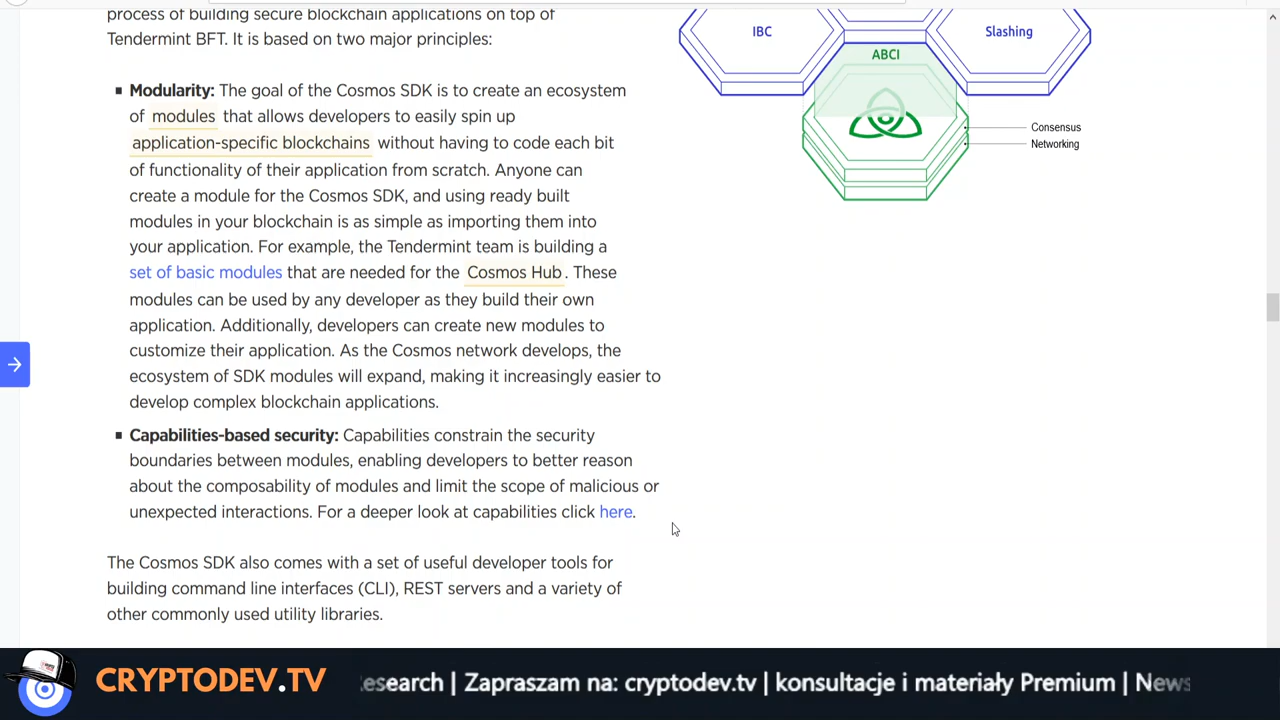 process of building secure blockchain applications on top of
Tendermint BFT. It is based on two major principles:
Modularity: The goal of the Cosmos SDK is to create an ecosystem
of modules that allows developers to easily spin up
application-specific blockchains without having to code each bit
of functionality of their application from scratch. Anyone can
create a module for the Cosmos SDK, and using ready built
modules in your blockchain is as simple as importing them into
your application. For example, the Tendermint team is building a
set of basic modules that are needed for the Cosmos Hub. These
modules can be used by any developer as they build their own
application. Additionally, developers can create new modules to
customize their application. As the Cosmos network develops, the
ecosystem of SDK modules will expand, making it increasingly easier to
develop complex blockchain applications.
Capabilities-based security: Capabilities constrain the security
boundaries between modules, enabling developers to better reason
about the composability of modules and limit the scope of malicious or
unexpected interactions. For a deeper look at capabilities click here.
The Cosmos SDK also comes with a set of useful developer tools for
building command line interfaces (CLI), REST servers and a variety of
other commonly used utility libraries.
IBC
Slashing
ABCI
Consensus
Networking
CRYPTODEV.TV
esearch | Zapraszam na: cryptodev.tv | konsultacje i materiały Premium | News